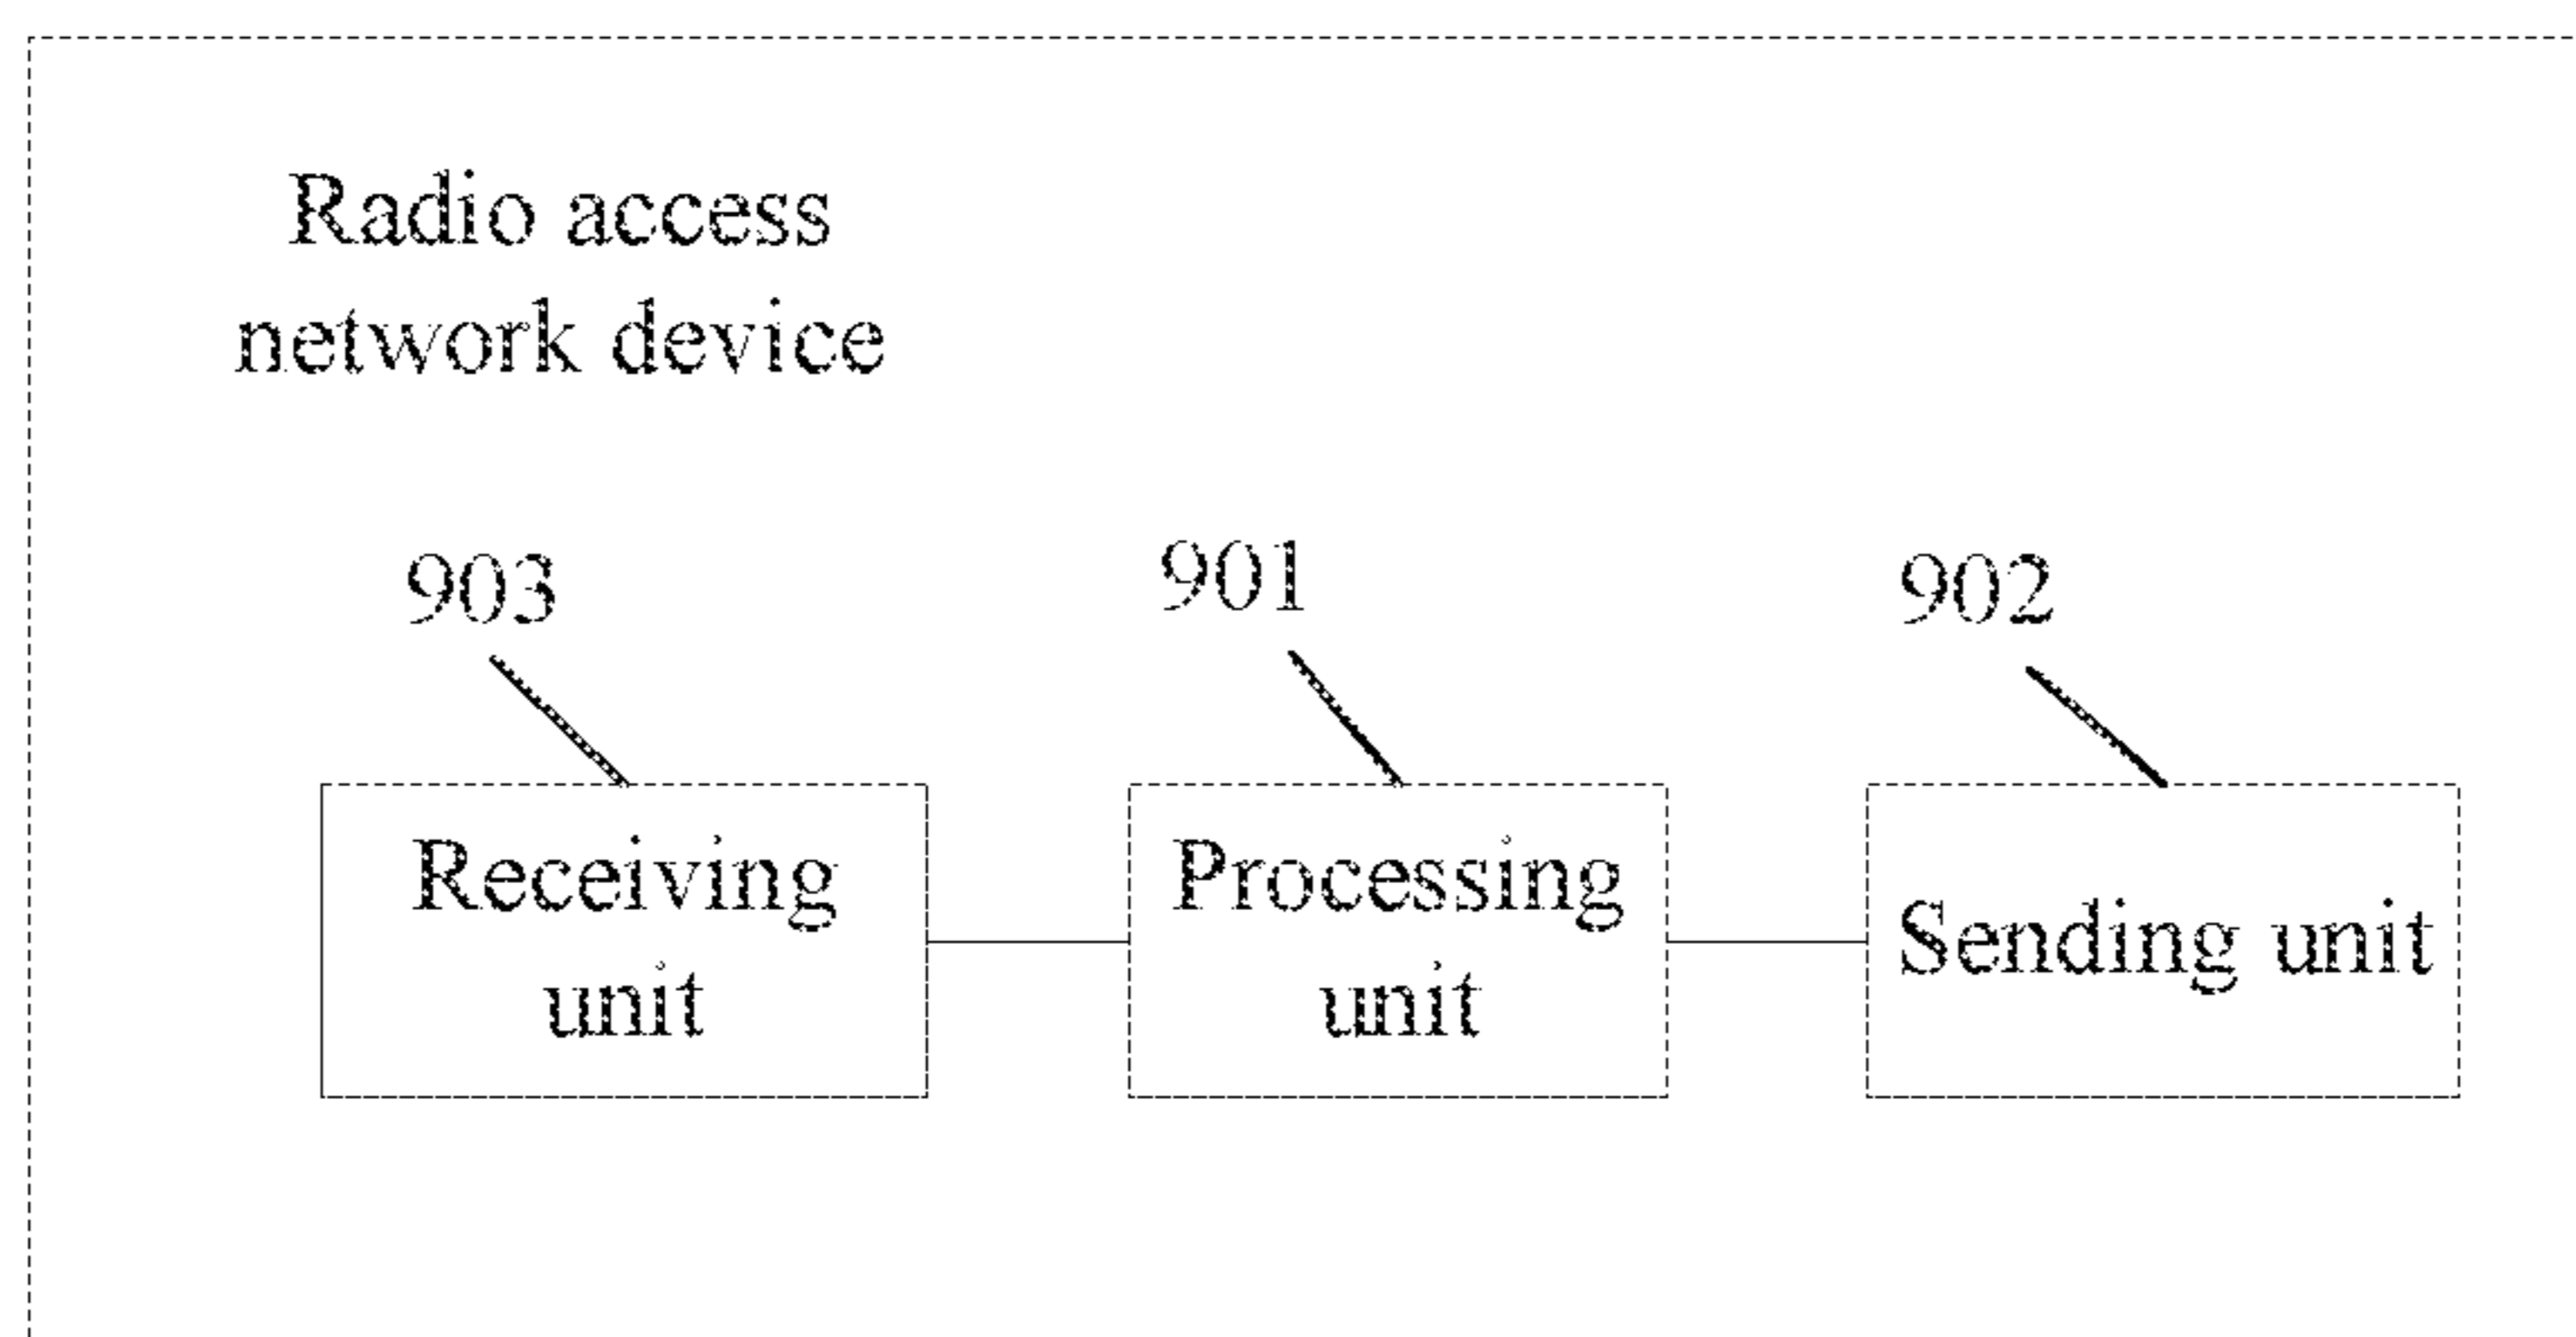 Radio access
network device
903
901
902
Receiving
unit
Processing
unit
Sending unit